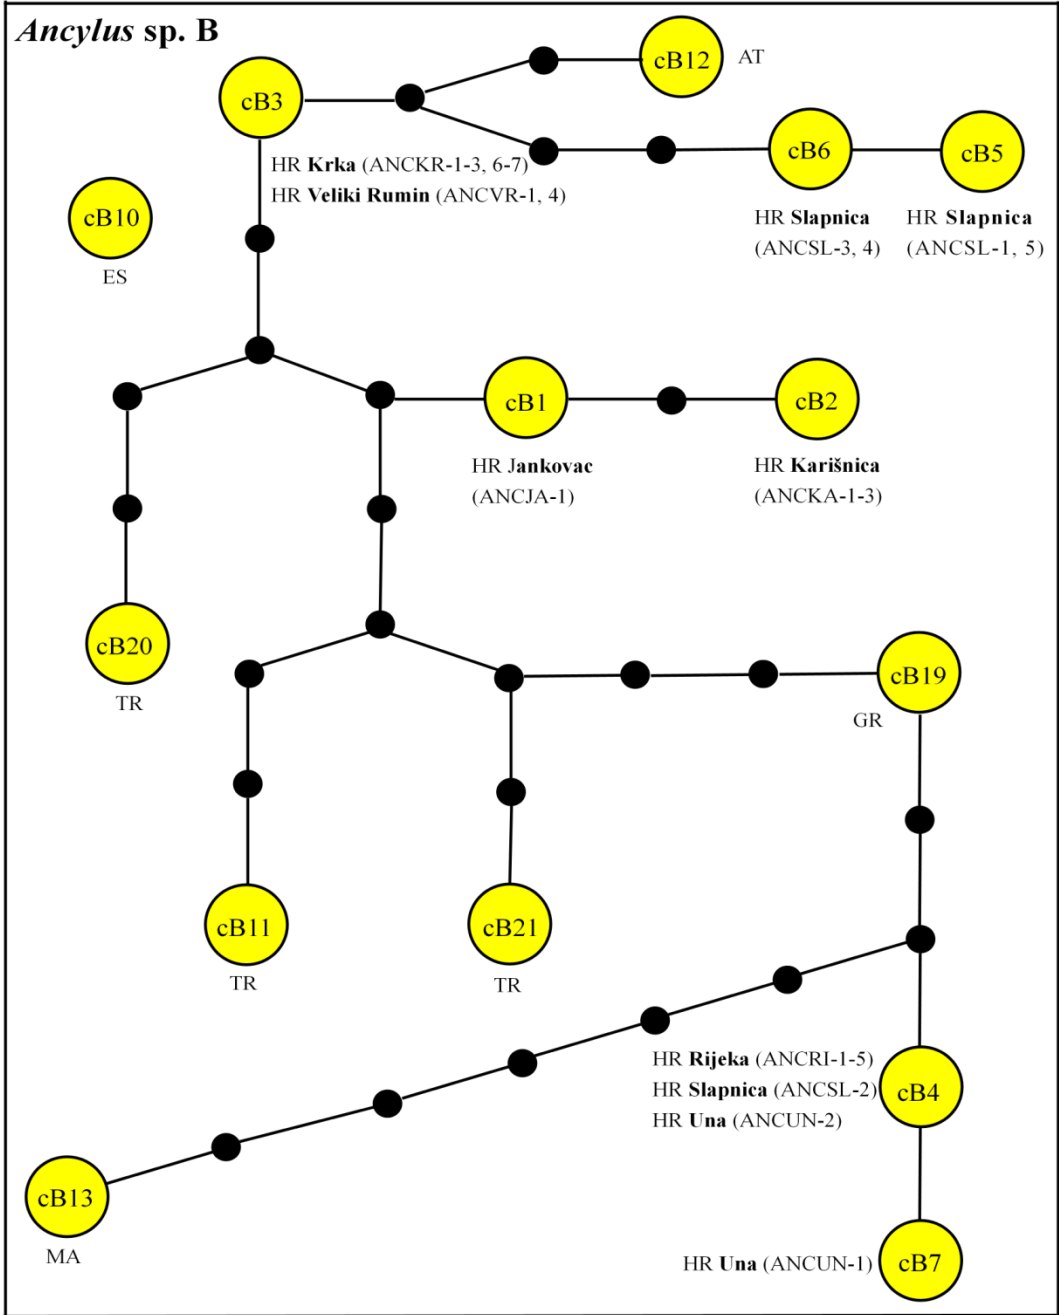 Ancylus sp. B
cB12
AT
cB3
cB6
cB5
HR Krka (ANCKR-1-3, 6-7)
HR Veliki Rumin (ANCVR-1, 4)
cB10
ES
HR Slapnica
(ANCSL-3, 4)
HR Slapnica
(ANCSL-1, 5)
cB1
cB2
HR Jankovac
(ANCJA-1)
HR Karišnica
(ANCKA-1-3)
cB20
TR
cB19
GR
cB11
TR
cB21
TR
HR Rijeka (ANCRI-1-5)
HR Slapnica (ANCSL-2)
HR Una (ANCUN-2)
cB4
cB13
MA
HR Una (ANCUN-1)
cB7